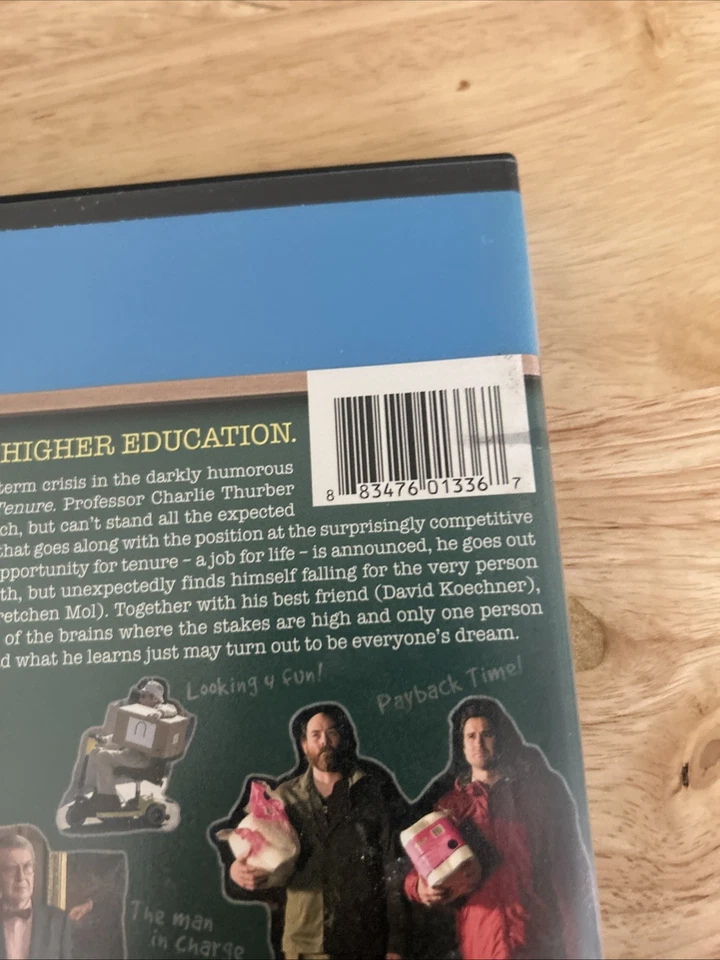 HIGHER EDUCATION.
term crisis in the darkly humorous
Tenure. Professor Charlie Thurber
ch, but can't stand all the expected
that goes along with the position at the surprisingly competitive
pportunity for tenure – a job for life – is announced, he goes out
th, but unexpectedly finds himself falling for the very person
retchen Mol). Together with his best friend (David Koechner),
of the brains where the stakes are high and only one person
d what he learns just may turn out to be everyone's dream.
8 83476 01336 7
Looking 4 fun!
Payback Time!
The man
in charge